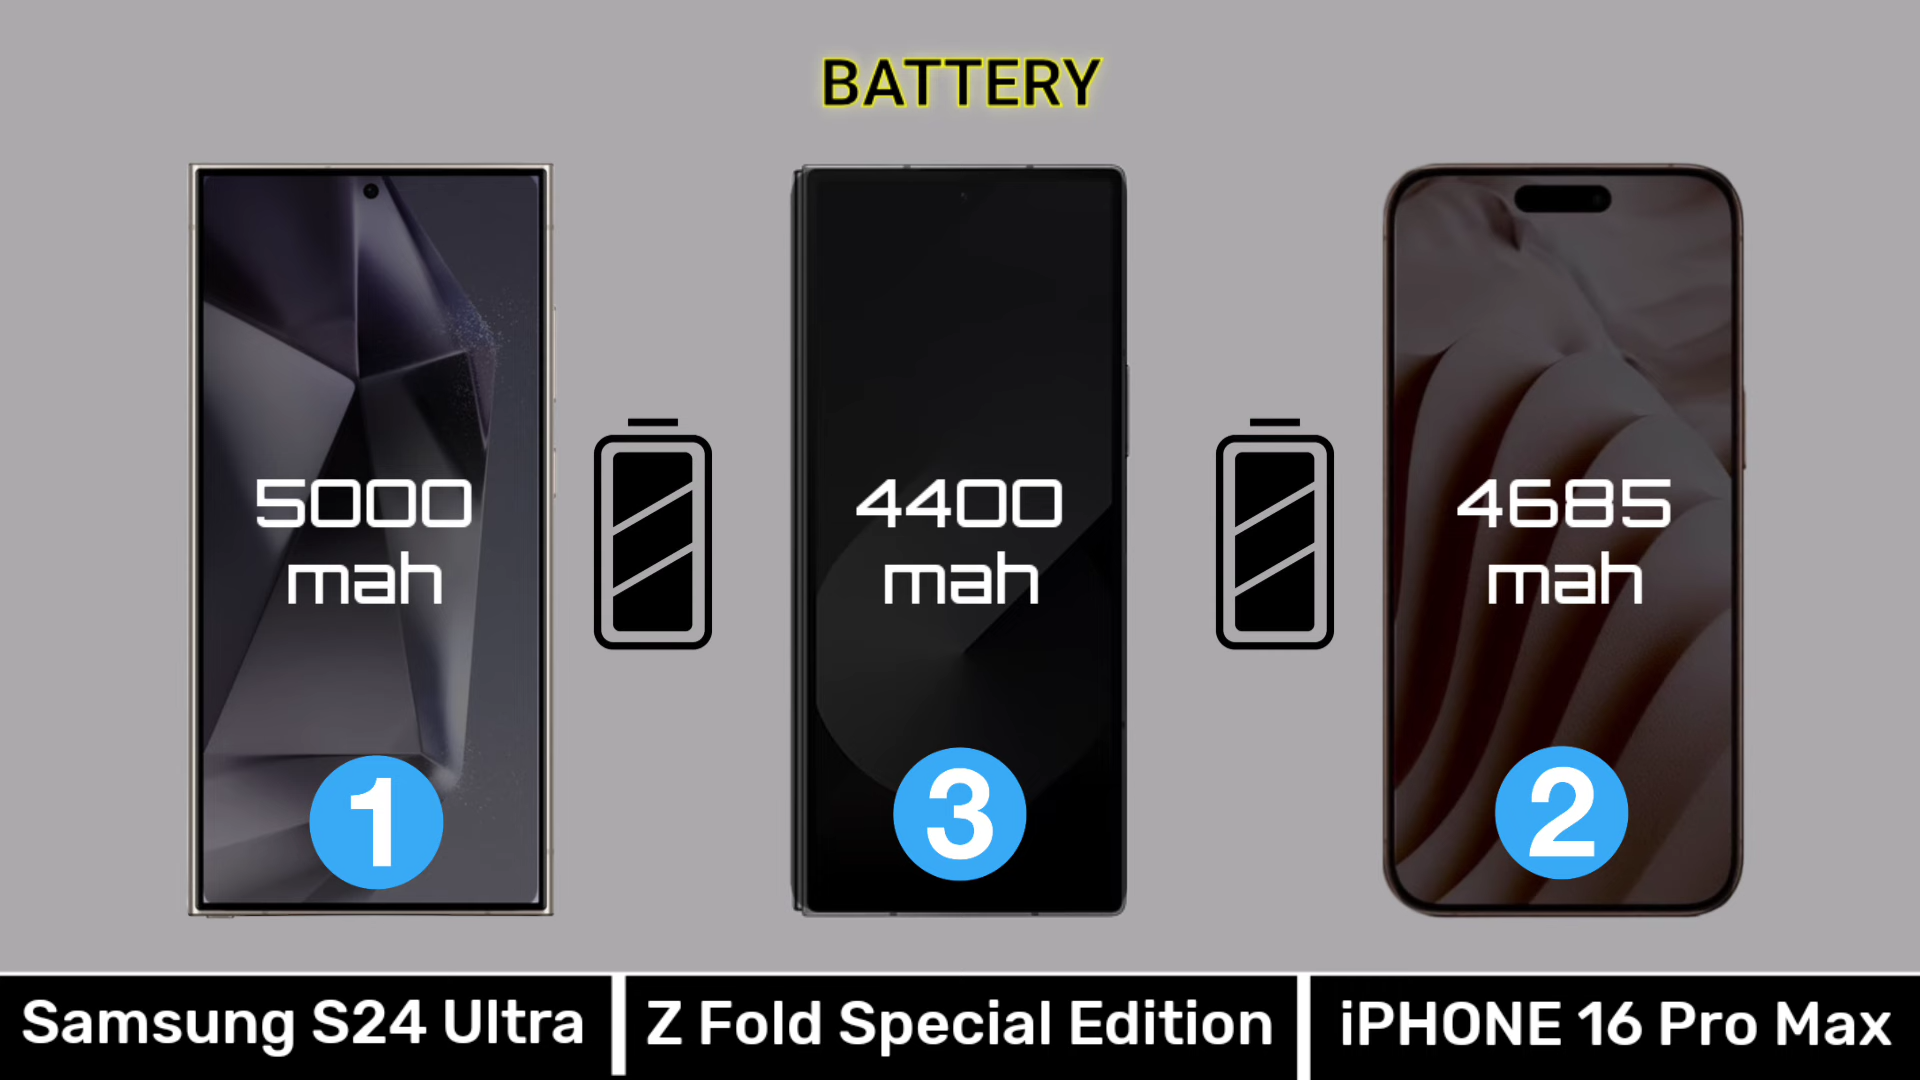 BATTERY
5000
mah
4400
mah
4685
mah
1
3
2
Samsung S24 Ultra
Z Fold Special Edition
iPHONE 16 Pro Max